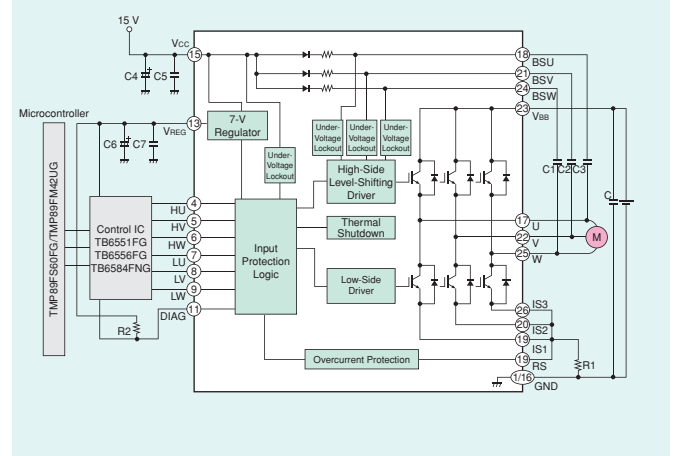 15 V
VCC
15
18
BSU
21
BSV
24
BSW
23
VBB
C4
+
C5
Microcontroller
TMP89FS60FG/TMP89FM42UG
VREG
13
7-V
Regulator
C6
+
C7
Under-
Voltage
Lockout
Under-
Voltage
Lockout
Under-
Voltage
Lockout
Under-
Voltage
Lockout
High-Side
Level-Shifting
Driver
C1
C2
C3
C
Control IC
TB6551FG
TB6556FG
TB6584FNG
4
HU
5
HV
6
HW
7
LU
8
LV
9
LW
11
DIAG
R2
Input
Protection
Logic
Thermal
Shutdown
Low-Side
Driver
17
U
22
V
25
W
M
26
IS3
20
IS2
19
IS1
19
RS
R1
1/16
GND
Overcurrent Protection